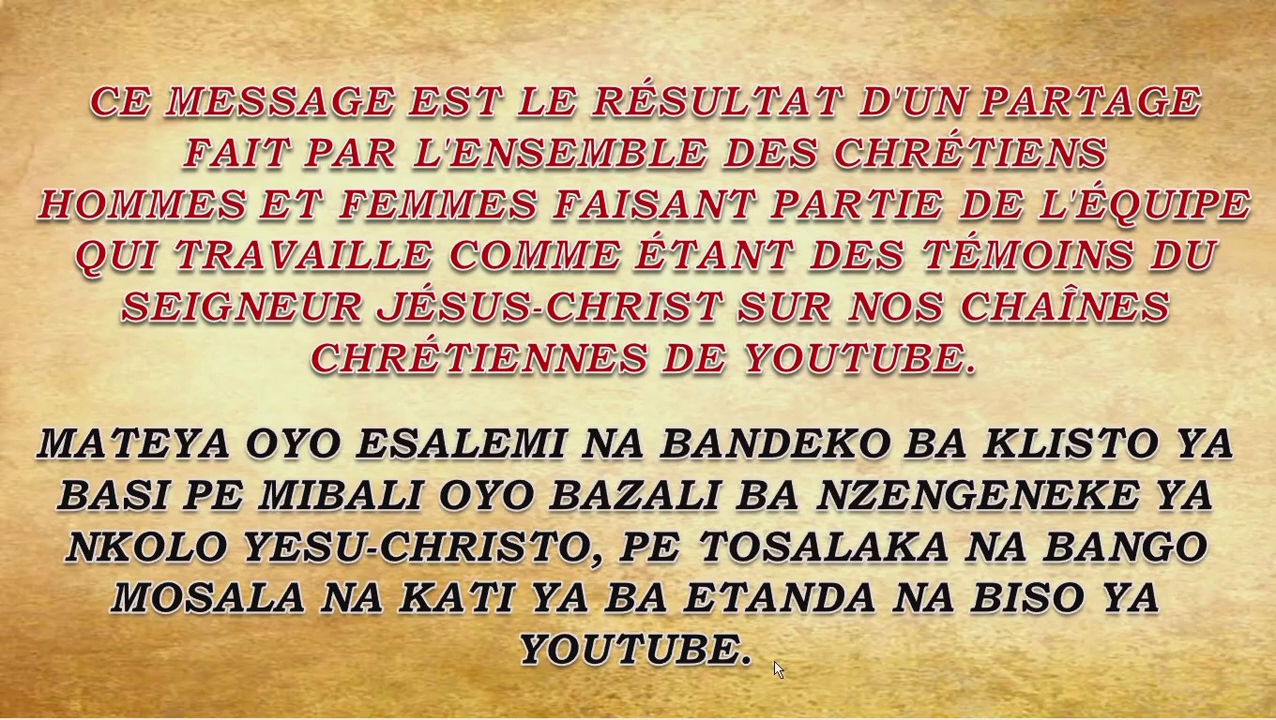 CE MESSAGE EST LE RÉSULTAT D'UN PARTAGE
FAIT PAR L'ENSEMBLE DES CHRÉTIENS
HOMMES ET FEMMES FAISANT PARTIE DE L'ÉQUIPE
QUI TRAVAILLE COMME ÉTANT DES TÉMOINS DU
SEIGNEUR JÉSUS-CHRIST SUR NOS CHAÎNES
CHRÉTIENNES DE YOUTUBE.
MATEYA OYO ESALEMI NA BANDEKO BA KLISTO YA
BASI PE MIBALI OYO BAZALI BA NZENGENEKE YA
NKOLO YESU-CHRISTO, PE TOSALAKA NA BANGO
MOSALA NA KATI YA BA ETANDA NA BISO YA
YOUTUBE.